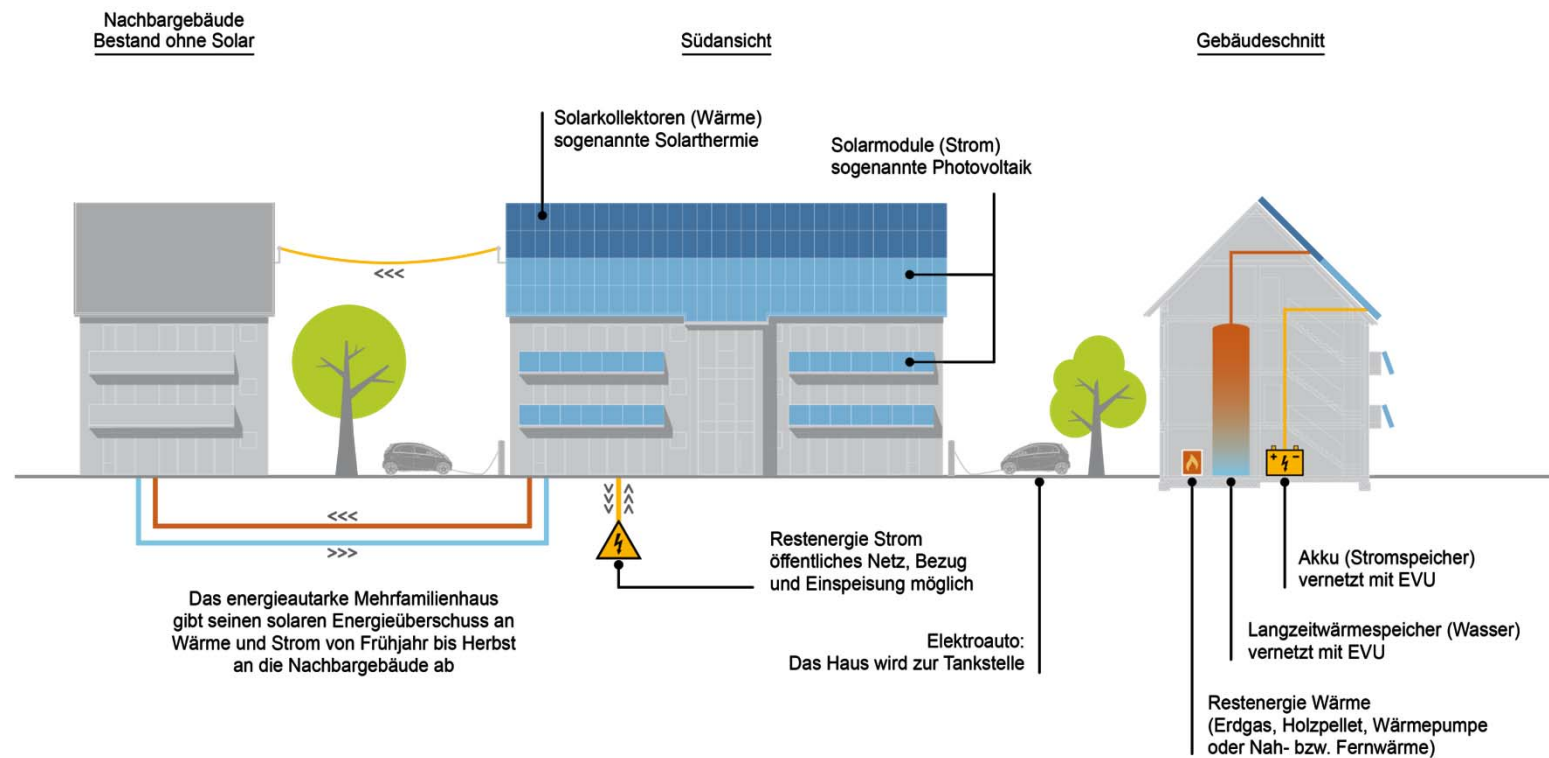 Nachbargebäude
Bestand ohne Solar
Südansicht
Gebäudeschnitt
Solarkollektoren (Wärme)
sogenannte Solarthermie
Solarmodule (Strom)
sogenannte Photovoltaik
<<<
<<<
>>>
<<<
>>>
+ -
Das energieautarke Mehrfamilienhaus
gibt seinen solaren Energieüberschuss an
Wärme und Strom von Frühjahr bis Herbst
an die Nachbargebäude ab
Restenergie Strom
öffentliches Netz, Bezug
und Einspeisung möglich
Elektroauto:
Das Haus wird zur Tankstelle
Akku (Stromspeicher)
vernetzt mit EVU
Langzeitwärmespeicher (Wasser)
vernetzt mit EVU
Restenergie Wärme
(Erdgas, Holzpellet, Wärmepumpe
oder Nah- bzw. Fernwärme)